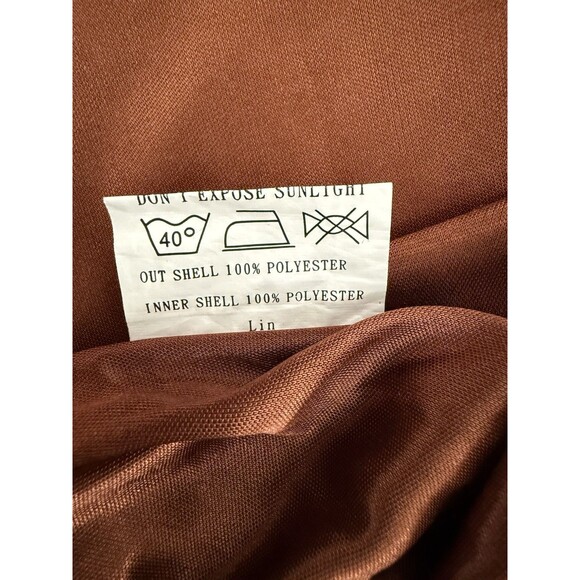 DON'T EXPOSE SUNLIGHT
40°
OUT SHELL 100% POLYESTER
INNER SHELL 100% POLYESTER
Lin